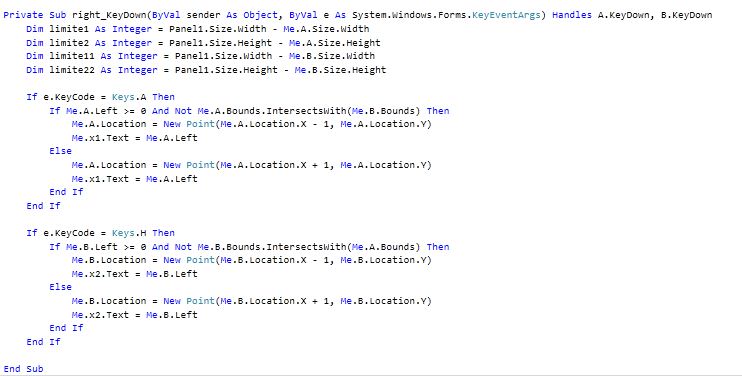 Private Sub right_KeyDown(ByVal sender As Object, ByVal e As System.Windows.Forms.KeyEventArgs) Handles A.KeyDown, B.KeyDown
Dim limite1 As Integer = Panel1.Size.Width - Me.A.Size.Width
Dim limite2 As Integer = Panel1.Size.Height - Me.A.Size.Height
Dim limite11 As Integer = Panel1.Size.Width - Me.B.Size.Width
Dim limite22 As Integer = Panel1.Size.Height - Me.B.Size.Height
If e.KeyCode = Keys.A Then
If Me.A.Left >= 0 And Not Me.A.Bounds.IntersectsWith(Me.B.Bounds) Then
Me.A.Location = New Point(Me.A.Location.X - 1, Me.A.Location.Y)
Me.x1.Text = Me.A.Left
Else
Me.A.Location = New Point(Me.A.Location.X + 1, Me.A.Location.Y)
Me.x1.Text = Me.A.Left
End If
End If
If e.KeyCode = Keys.H Then
If Me.B.Left >= 0 And Not Me.B.Bounds.IntersectsWith(Me.A.Bounds) Then
Me.B.Location = New Point(Me.B.Location.X - 1, Me.B.Location.Y)
Me.x2.Text = Me.B.Left
Else
Me.B.Location = New Point(Me.B.Location.X + 1, Me.B.Location.Y)
Me.x2.Text = Me.B.Left
End If
End If
End Sub